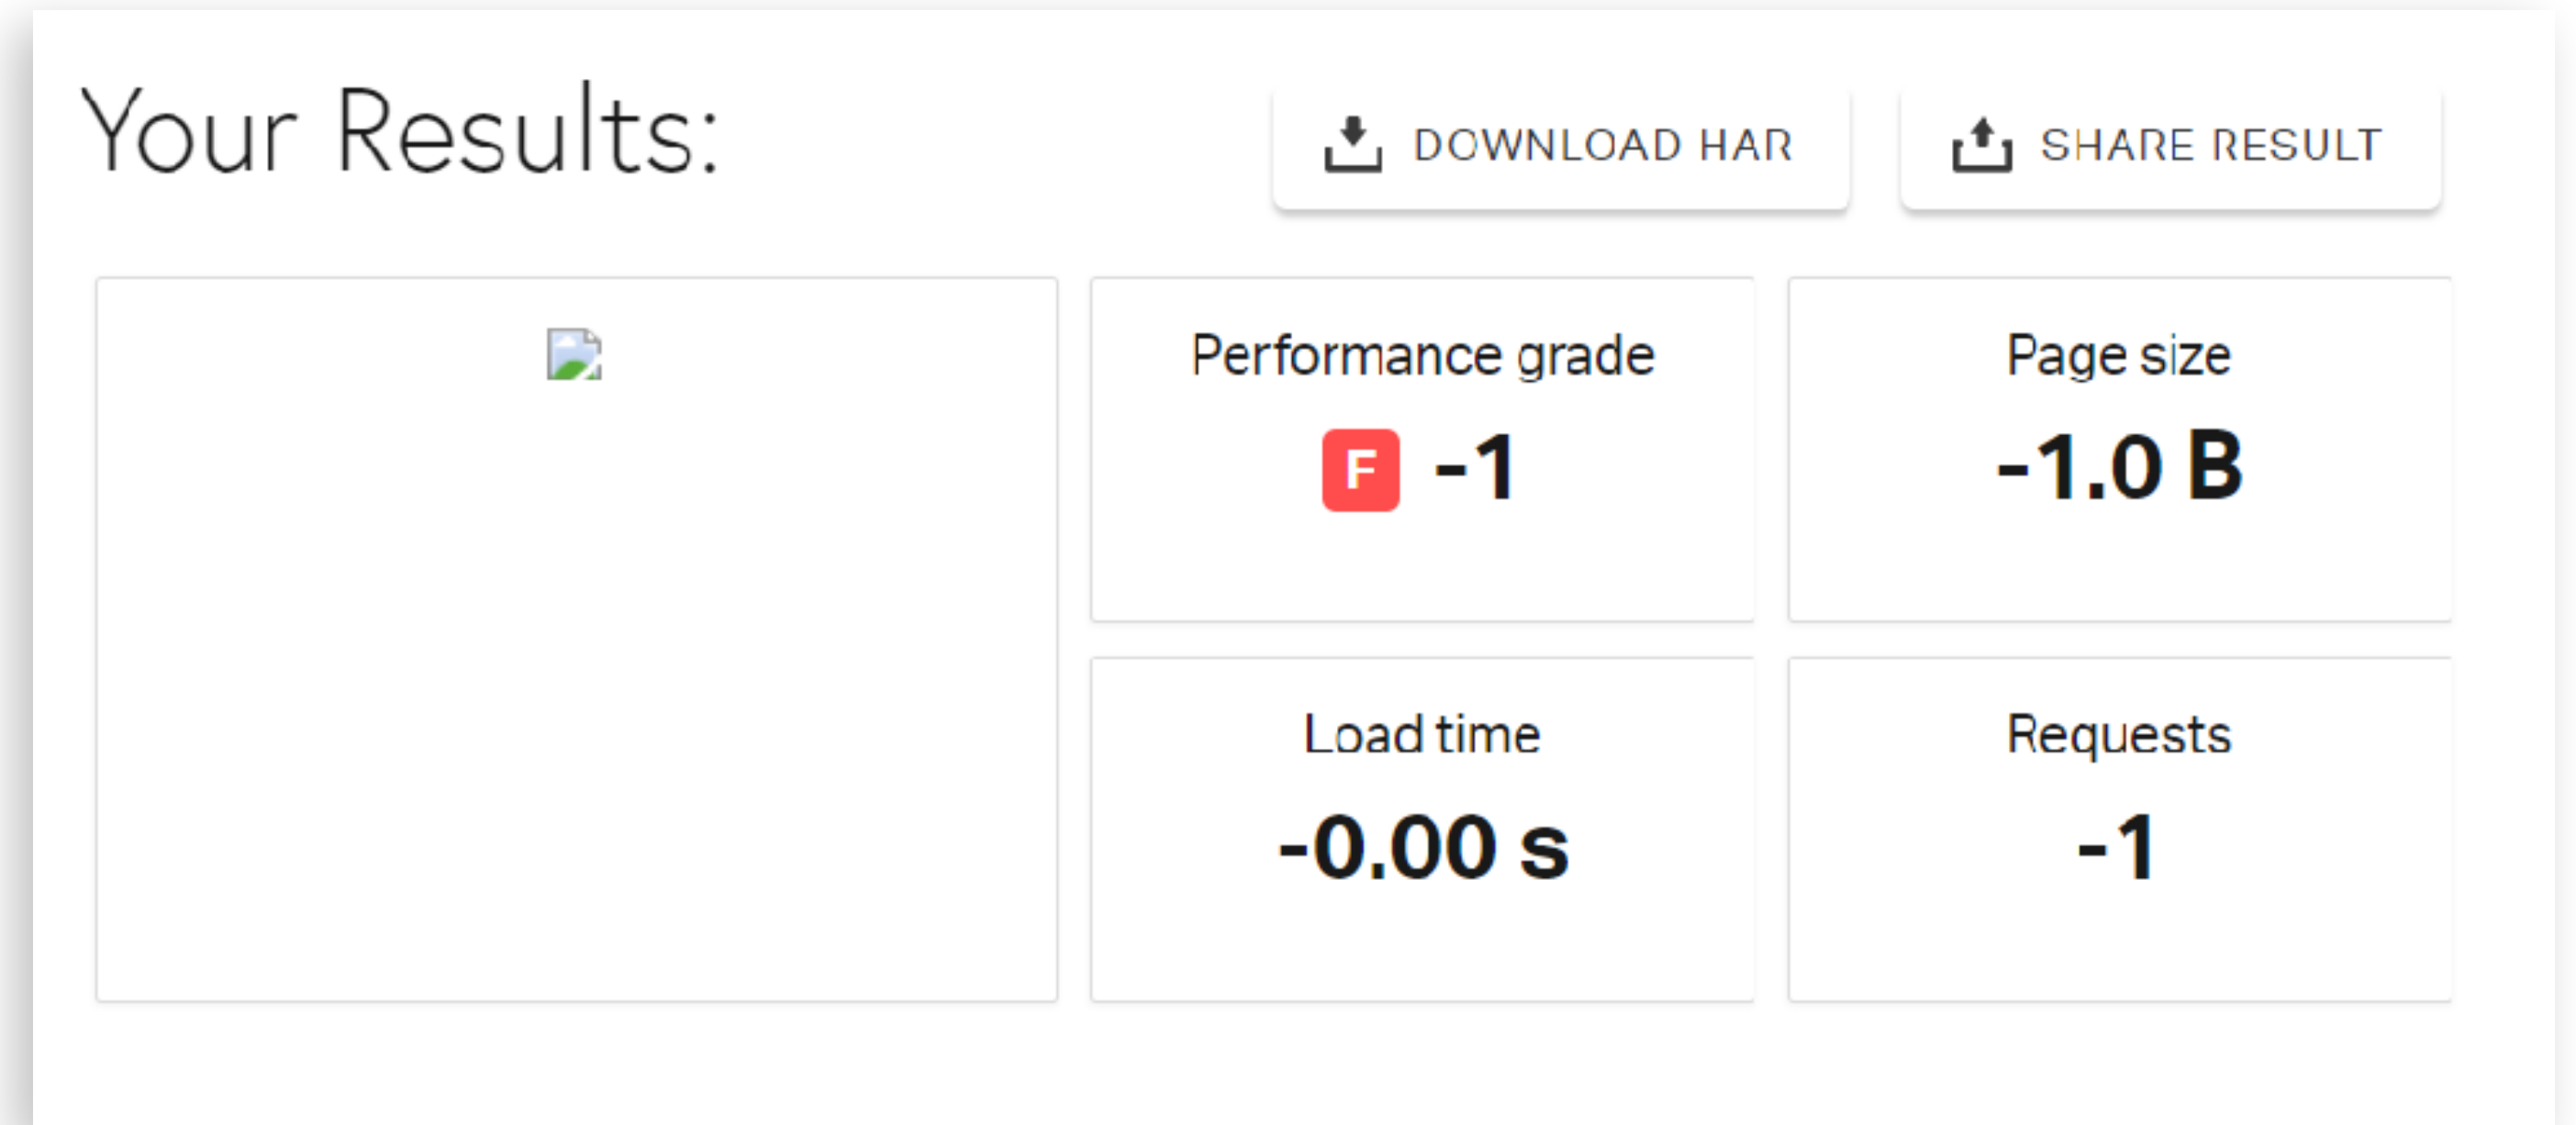 Your Results:
DOWNLOAD HAR
SHARE RESULT
Performance grade
F -1
Page size
-1.0 B
Load time
-0.00 s
Requests
-1